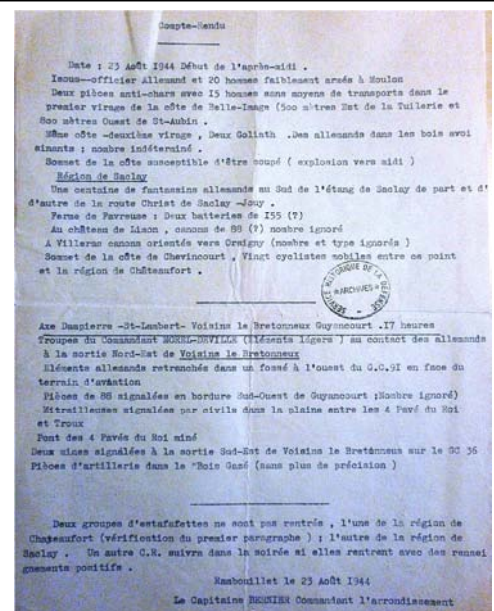 Compte-Rendu
Date : 23 Août 1944 Début de l'après-midi .
officier Allemand et 20 hommes faiblement armés à Moulon
Deux pièces anti-chars avec I5 hommes sans moyens de transports dans le
premier virage de la côte de Belle-Image (5oo mètres Est de la Tuilerie et
8oo mètres Ouest de St-Aubin .
Même côte -deuxième virage , Deux Goliath .Des allemands dans les bois avoi
sinants ; nombre indéterminé .
Sommet de la côte susceptible d'être coupé ( explosion vers midi )
Région de Saclay
Une centaine de fantassins allemands au Sud de l'étang de Saclay de part et d'
d'autre de la route Christ de Saclay -Jouy .
Ferme de Favreuse : Deux batteries de I55 (?)
Au château de , canons de 88 (?) nombre ignoré
A Villeras canons orientés vers (nombre et type ignorés )
Sommet de la côte de Chevincourt , Vingt cyclistes mobiles entre ce point
et la région de Châteaufort .
SERVICE HISTORIQUE DE LA DÉFENSE
ARCHIVES
Axe Dampierre -St-Lambert- Voisins le Bretonneux Guyancourt .I7 heures
Troupes du Commandant MOREL-DEVILLE (Eléments légers ) au contact des allemands
à la sortie Nord-Est de Voisins le Bretonneux
Eléments allemands retranchés dans un fossé à l'ouest du G.C.9I en face du
terrain d'aviation
Pièces de 88 signalées en bordure Sud-Ouest de Guyancourt ;Nombre ignoré)
Mitrailleuses signalées par civils dans la plaine entre les 4 Pavé du Roi
et Troux
Pont des 4 Pavés du Roi miné
Deux mines signalées à la sortie Sud-Est de Voisins le Bretonneux sur le GC 36
Pièces d'artillerie dans le "Bois Gasé (sans plus de précision )
Deux groupes d'estafafettes ne sont pas rentrés , l'une de la région de
Chateaufort (vérification du premier paragraphe ) ; l'autre de la région de
Saclay . Un autre C.R. suivra dans la soirée si elles rentrent avec des rensei
gnements positifs .
Rambouillet le 23 Août 1944
Le Capitaine BERNIER Commandant l'arrondissement